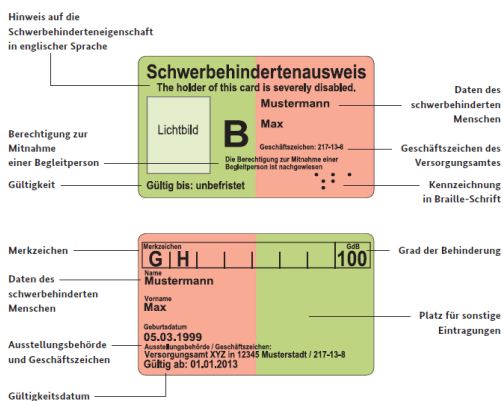 Hinweis auf die
Schwerbehinderteneigenschaft
in englischer Sprache
Schwerbehindertenausweis
The holder of this card is severely disabled.
Mustermann
Daten des
schwerbehinderten
Menschen
Lichtbild
B
Max
Berechtigung zur
Mitnahme
einer Begleitperson
Geschäftszeichen: 217-13-8
Geschäftszeichen des
Versorgungsamtes
Die Berechtigung zur Mitnahme einer
Begleitperson ist nachgewiesen
Gültigkeit
Gültig bis: unbefristet
Kennzeichnung
in Braille-Schrift
Merkzeichen
Merkzeichen
GdB
G H
100
Grad der Behinderung
Daten des
schwerbehinderten
Menschen
Name
Mustermann
Vorname
Max
Platz für sonstige
Eintragungen
Geburtsdatum
05.03.1999
Ausstellungsbehörde
und Geschäftszeichen
Ausstellungsbehörde / Geschäftszeichen:
Versorgungsamt XYZ in 12345 Musterstadt / 217-13-8
Gültig ab: 01.01.2013
Gültigkeitsdatum